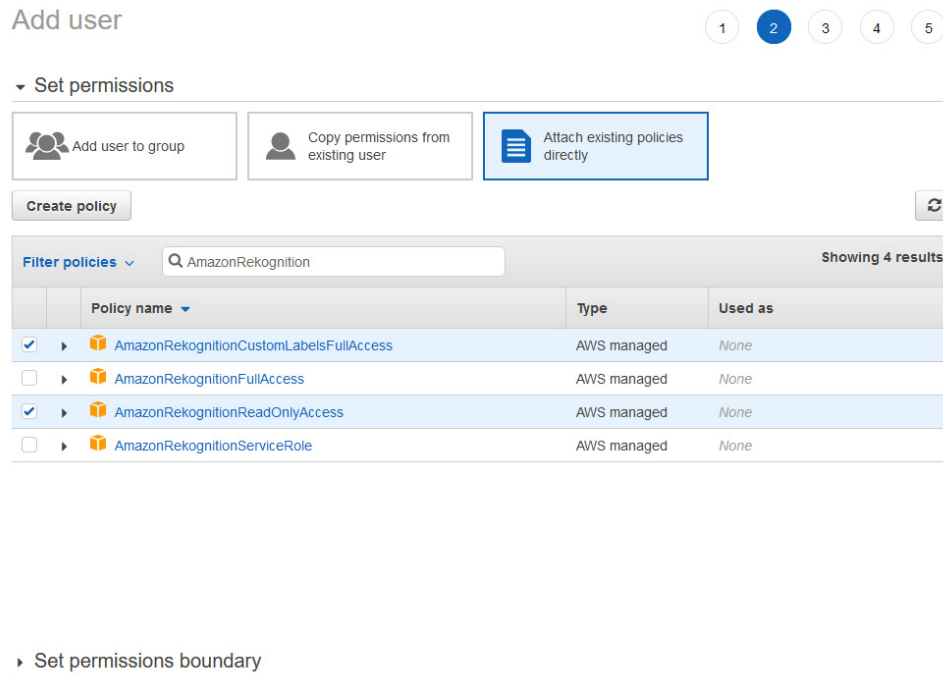 Add user
1 2 3 4 5
Set permissions
Add user to group
Copy permissions from
existing user
Attach existing policies
directly
Create policy
Filter policies
AmazonRekognition
Showing 4 results
Policy name Type Used as
AmazonRekognitionCustomLabelsFullAccess AWS managed None
AmazonRekognitionFullAccess AWS managed None
AmazonRekognitionReadOnlyAccess AWS managed None
AmazonRekognitionServiceRole AWS managed None
Set permissions boundary